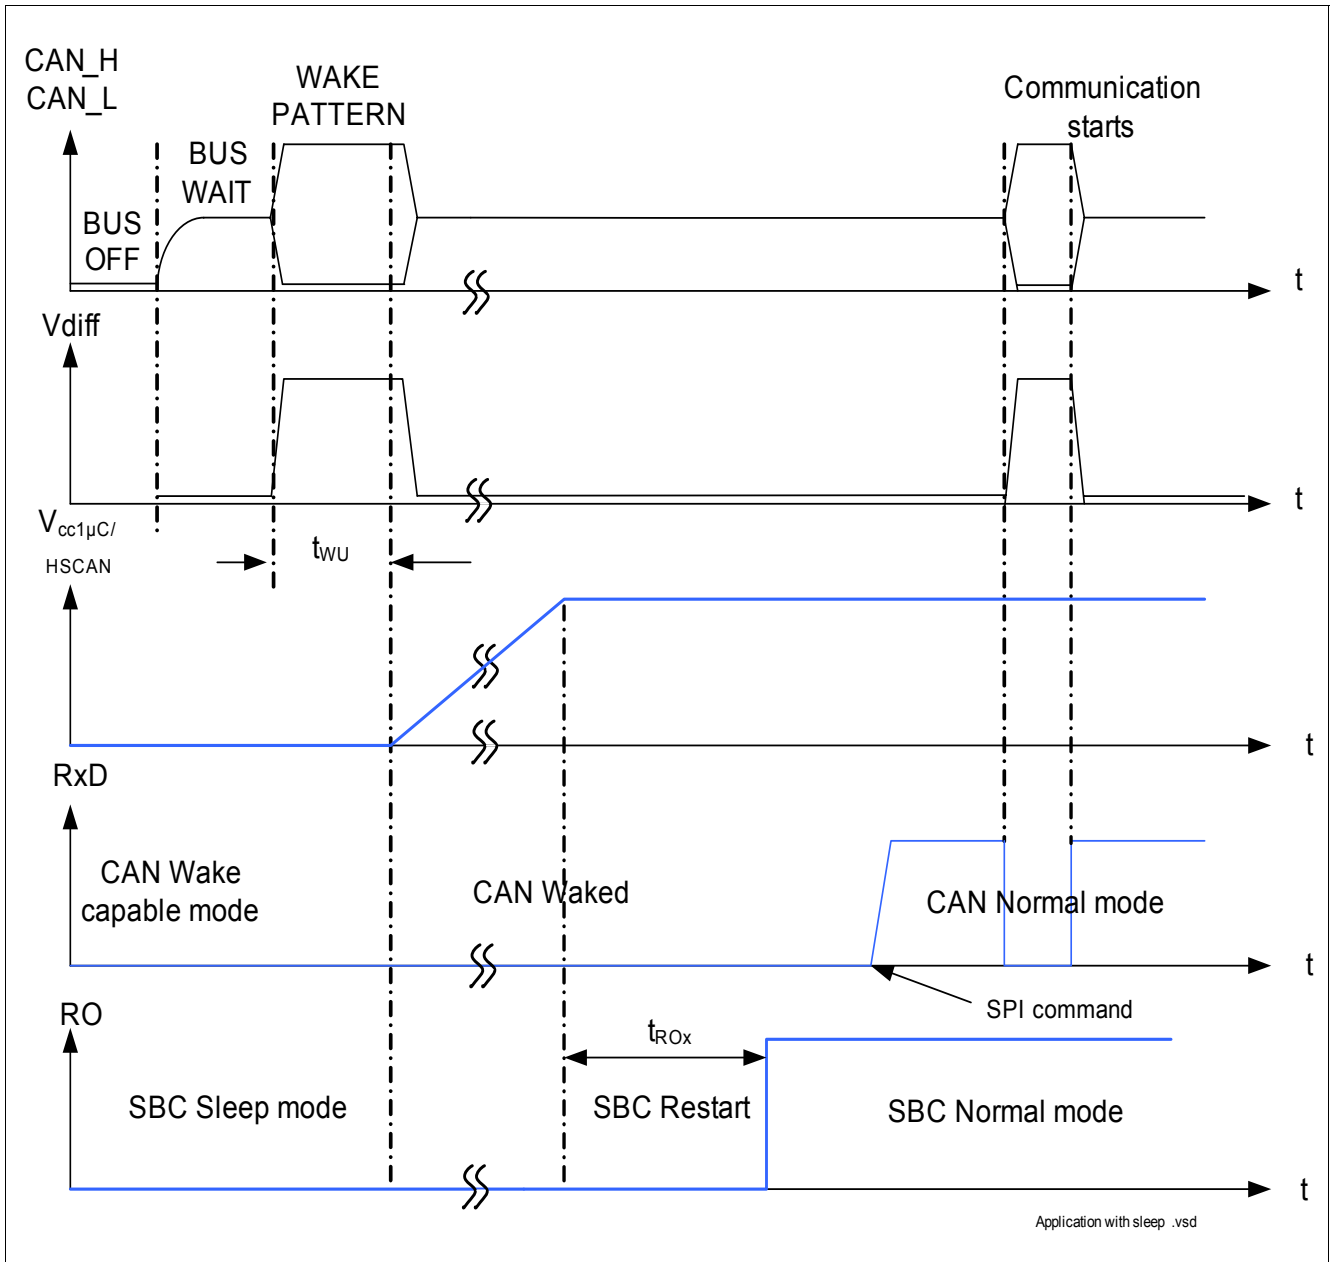 CAN_H
CAN_L
WAKE
PATTERN
Communication
starts
BUS
WAIT
BUS
OFF
t
Vdiff
t
Vcc1µC/
HSCAN
tWU
t
RxD
CAN Wake
capable mode
CAN Waked
CAN Normal mode
t
SPI command
RO
tROx
SBC Sleep mode
SBC Restart
SBC Normal mode
t
Application with sleep .vsd